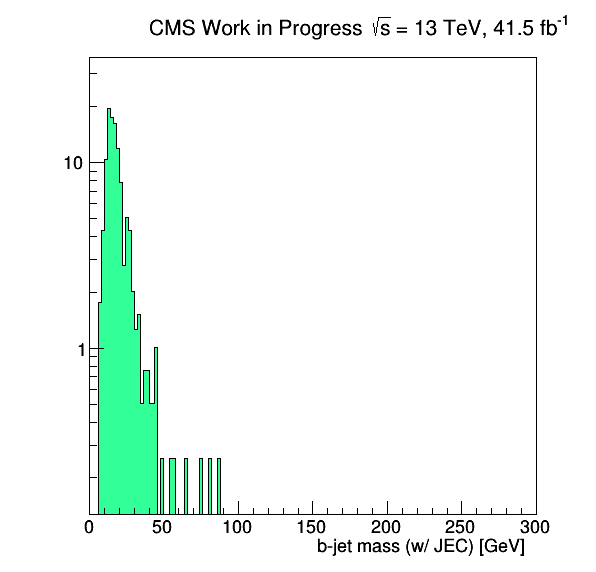 CMS Work in Progress √s = 13 TeV, 41.5 fb⁻¹
10
1
0 50 100 150 200 250 300
b-jet mass (w/ JEC) [GeV]